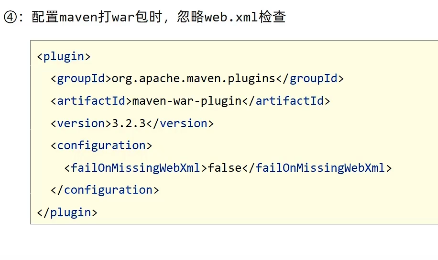 ④：配置maven打war包时，忽略web.xml检查
<plugin>
  <groupId>org.apache.maven.plugins</groupId>
  <artifactId>maven-war-plugin</artifactId>
  <version>3.2.3</version>
  <configuration>
    <failOnMissingWebXml>false</failOnMissingWebXml>
  </configuration>
</plugin>